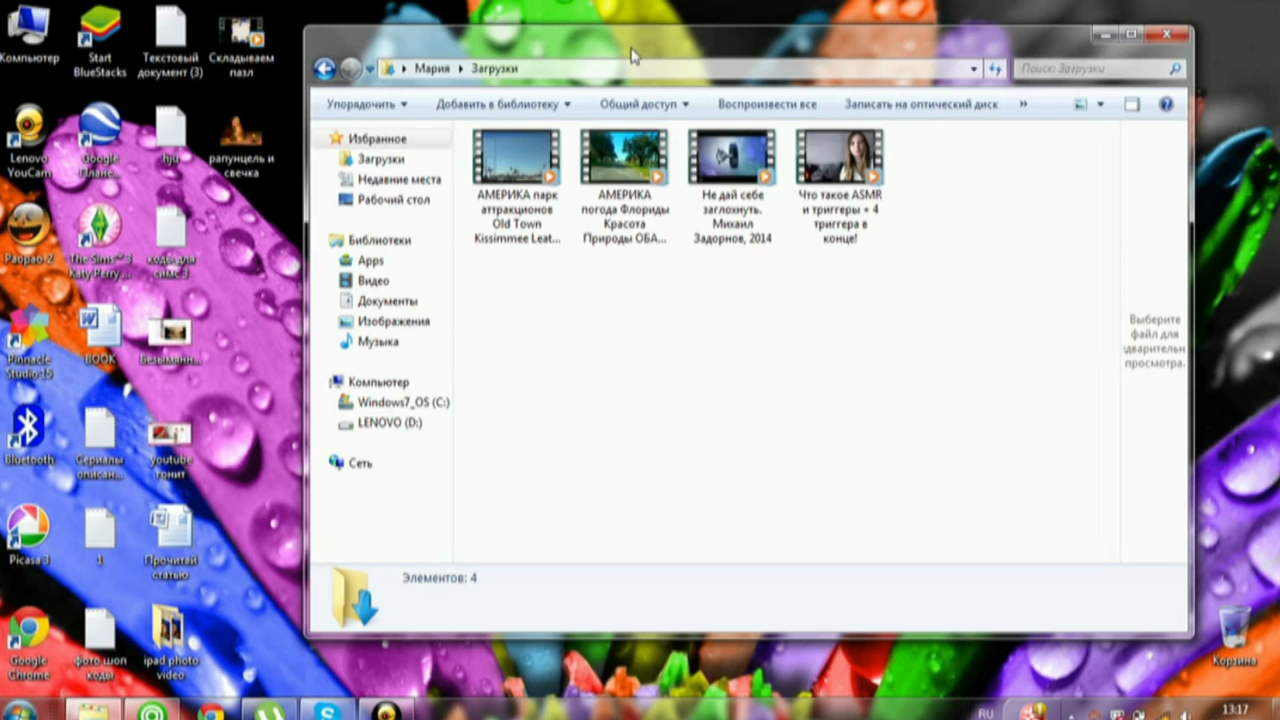 Компьютер
Start
BlueStacks
Текстовый
документ (3)
Складываем
пазл
Lenovo
YouCam
Google
Плане...
hju
рапунцель и
свечка
Paopao-2
The Sims™ 3
Katy Perry ...
коды для
симс 3
Pinnacle
Studio 15
BOOK
Безымянн...
Bluetooth
Сериалы
описан...
youtube
гонит
Picasa 3
1
Прочитай
статью
Google
Chrome
фото шоп
коды
ipad photo
video
Мария
Загрузки
Поиск: Загрузки
Упорядочить
Добавить в библиотеку
Общий доступ
Воспроизвести все
Записать на оптический диск
»
Избранное
Загрузки
Недавние места
Рабочий стол
Библиотеки
Apps
Видео
Документы
Изображения
Музыка
Компьютер
Windows7_OS (C:)
LENOVO (D:)
Сеть
АМЕРИКА парк
аттракционов
Old Town
Kissimmee Leat...
АМЕРИКА
погода Флориды
Красота
Природы ОБА...
Не дай себе
заглохнуть.
Михаил
Задорнов, 2014
Что такое ASMR
и триггеры + 4
триггера в
конце!
Выберите
файл для
дварительн
просмотра.
Элементов: 4
Корзина
RU
13:17